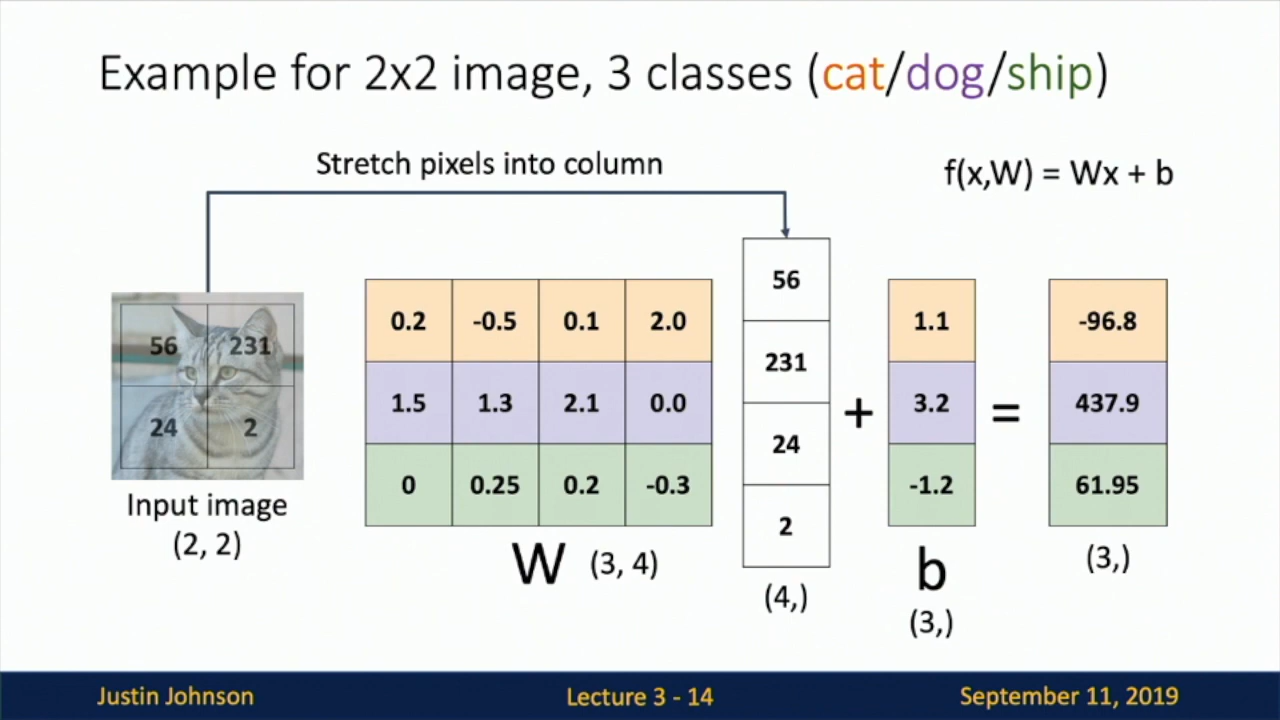 Example for 2x2 image, 3 classes (cat/dog/ship)
Stretch pixels into column
f(x,W) = Wx + b
56 231
24 2
Input image
(2, 2)
0.2 -0.5 0.1 2.0
1.5 1.3 2.1 0.0
0 0.25 0.2 -0.3
W (3, 4)
56
231
24
2
(4,)
+
1.1
3.2
-1.2
b
(3,)
=
-96.8
437.9
61.95
(3,)
Justin Johnson
Lecture 3 - 14
September 11, 2019